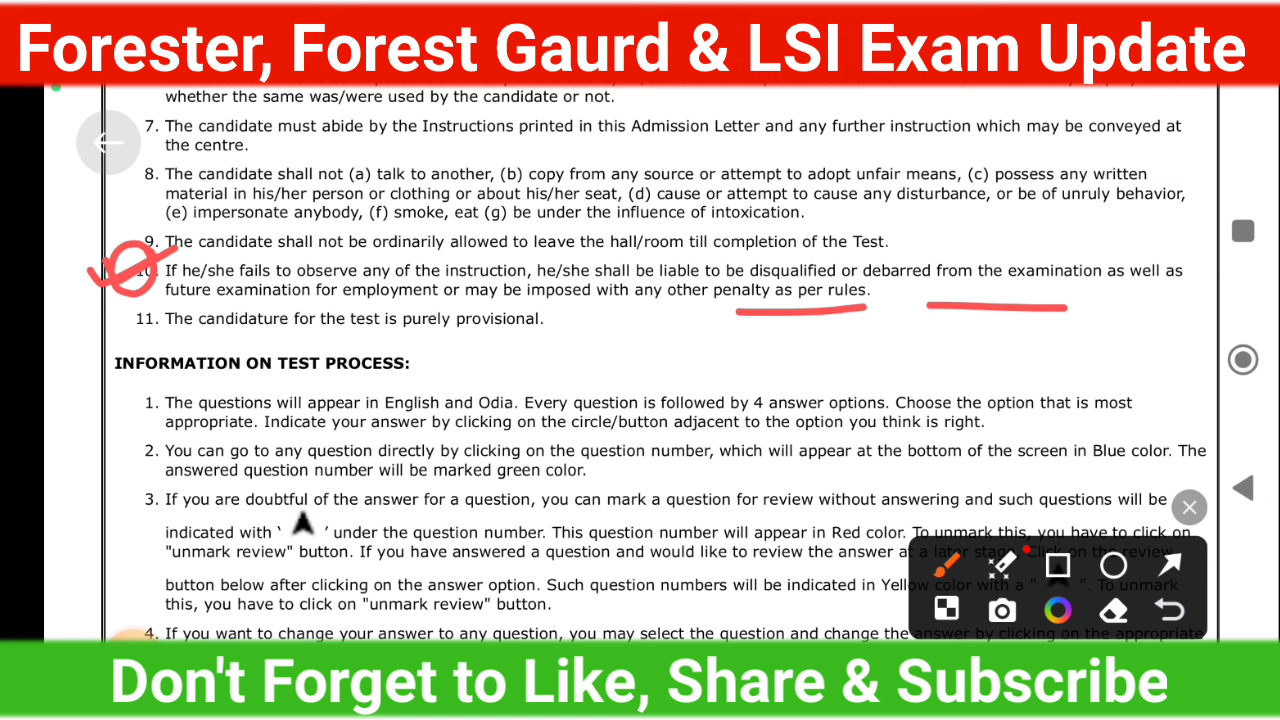 Forester, Forest Gaurd & LSI Exam Update
whether the same was/were used by the candidate or not.
7. The candidate must abide by the Instructions printed in this Admission Letter and any further instruction which may be conveyed at
the centre.
8. The candidate shall not (a) talk to another, (b) copy from any source or attempt to adopt unfair means, (c) possess any written
material in his/her person or clothing or about his/her seat, (d) cause or attempt to cause any disturbance, or be of unruly behavior,
(e) impersonate anybody, (f) smoke, eat (g) be under the influence of intoxication.
9. The candidate shall not be ordinarily allowed to leave the hall/room till completion of the Test.
10. If he/she fails to observe any of the instruction, he/she shall be liable to be disqualified or debarred from the examination as well as
future examination for employment or may be imposed with any other penalty as per rules.
11. The candidature for the test is purely provisional.
INFORMATION ON TEST PROCESS:
1. The questions will appear in English and Odia. Every question is followed by 4 answer options. Choose the option that is most
appropriate. Indicate your answer by clicking on the circle/button adjacent to the option you think is right.
2. You can go to any question directly by clicking on the question number, which will appear at the bottom of the screen in Blue color. The
answered question number will be marked green color.
3. If you are doubtful of the answer for a question, you can mark a question for review without answering and such questions will be
indicated with ‘ ’ under the question number. This question number will appear in Red color. To unmark this, you have to click on
"unmark review" button. If you have answered a question and would like to review the answer at a later stage. Click on the review
button below after clicking on the answer option. Such question numbers will be indicated in Yellow color with a " ". To unmark
this, you have to click on "unmark review" button.
4. If you want to change your answer to any question, you may select the question and change the answer by clicking on the appropriate
Don't Forget to Like, Share & Subscribe